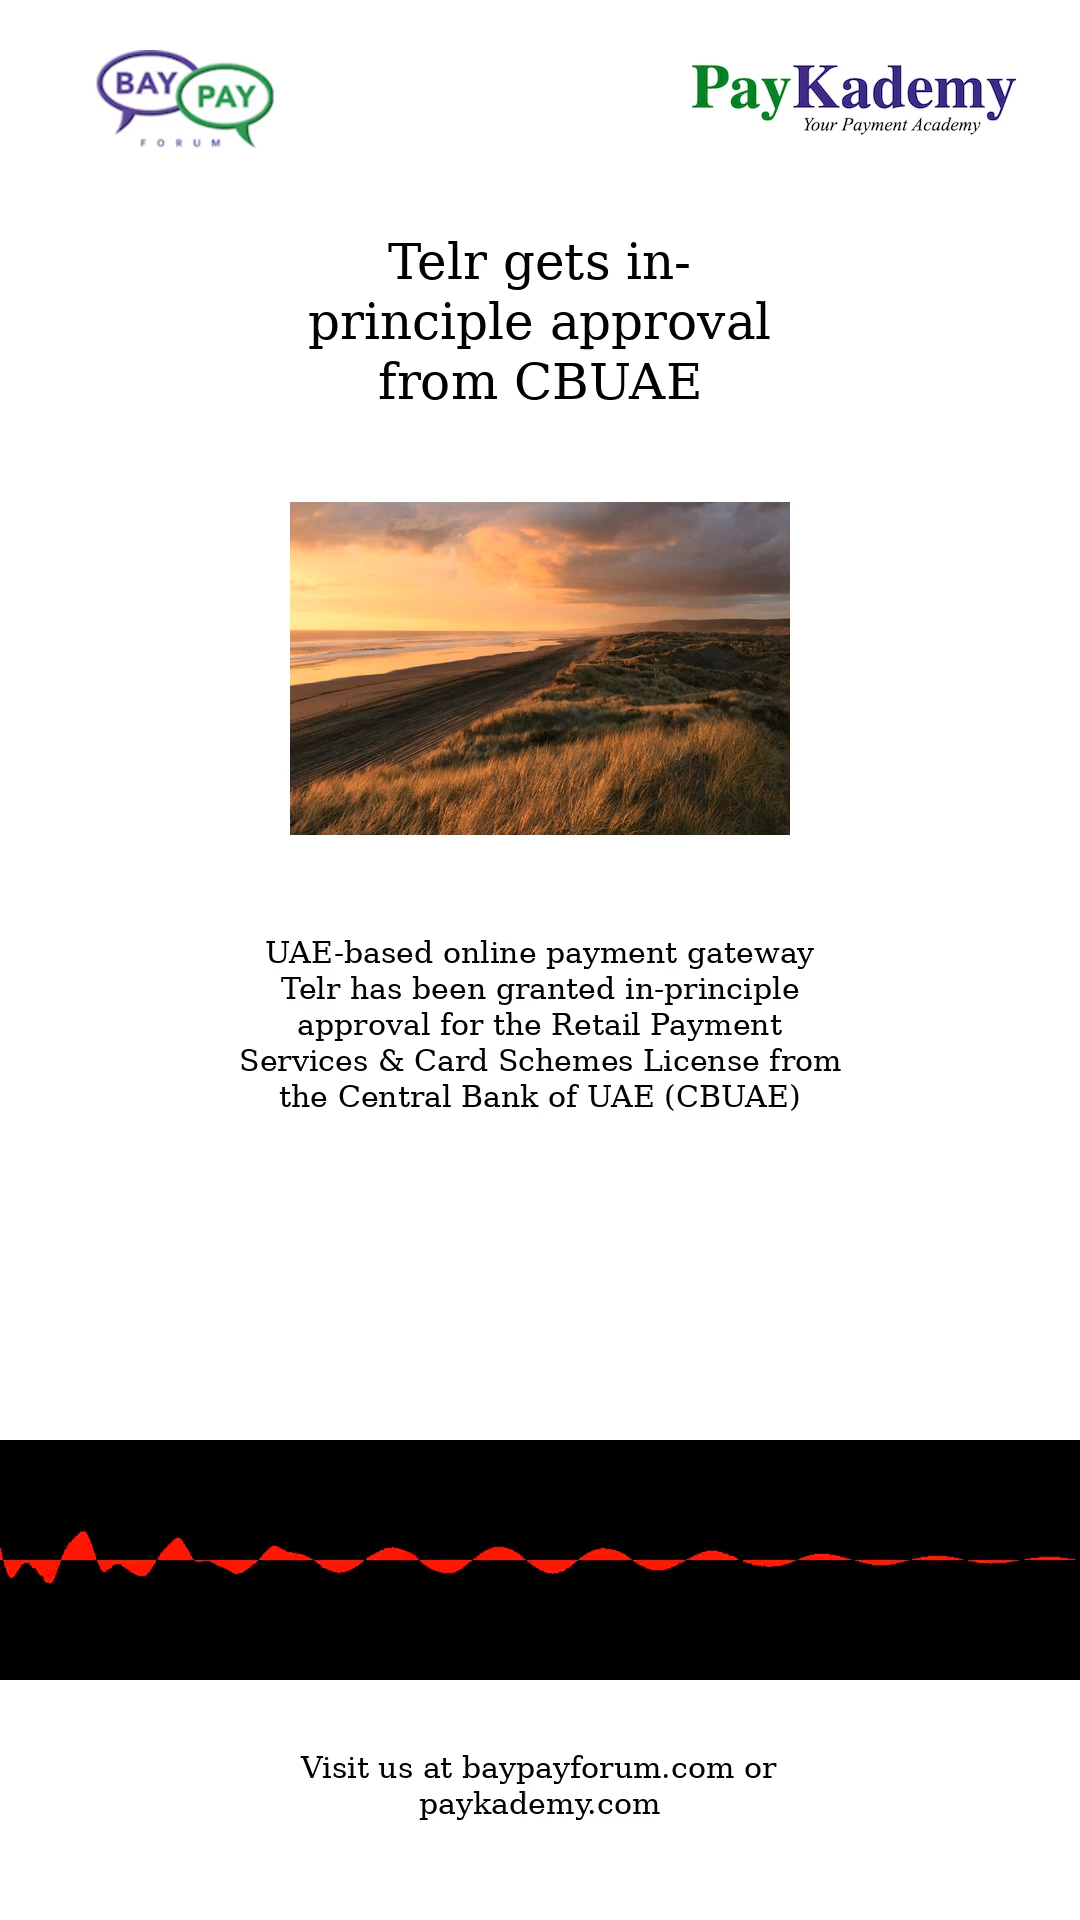 BAY PAY
FORUM
PayKademy
Your Payment Academy
Telr gets in-
principle approval
from CBUAE
UAE-based online payment gateway
Telr has been granted in-principle
approval for the Retail Payment
Services & Card Schemes License from
the Central Bank of UAE (CBUAE)
Visit us at baypayforum.com or
paykademy.com